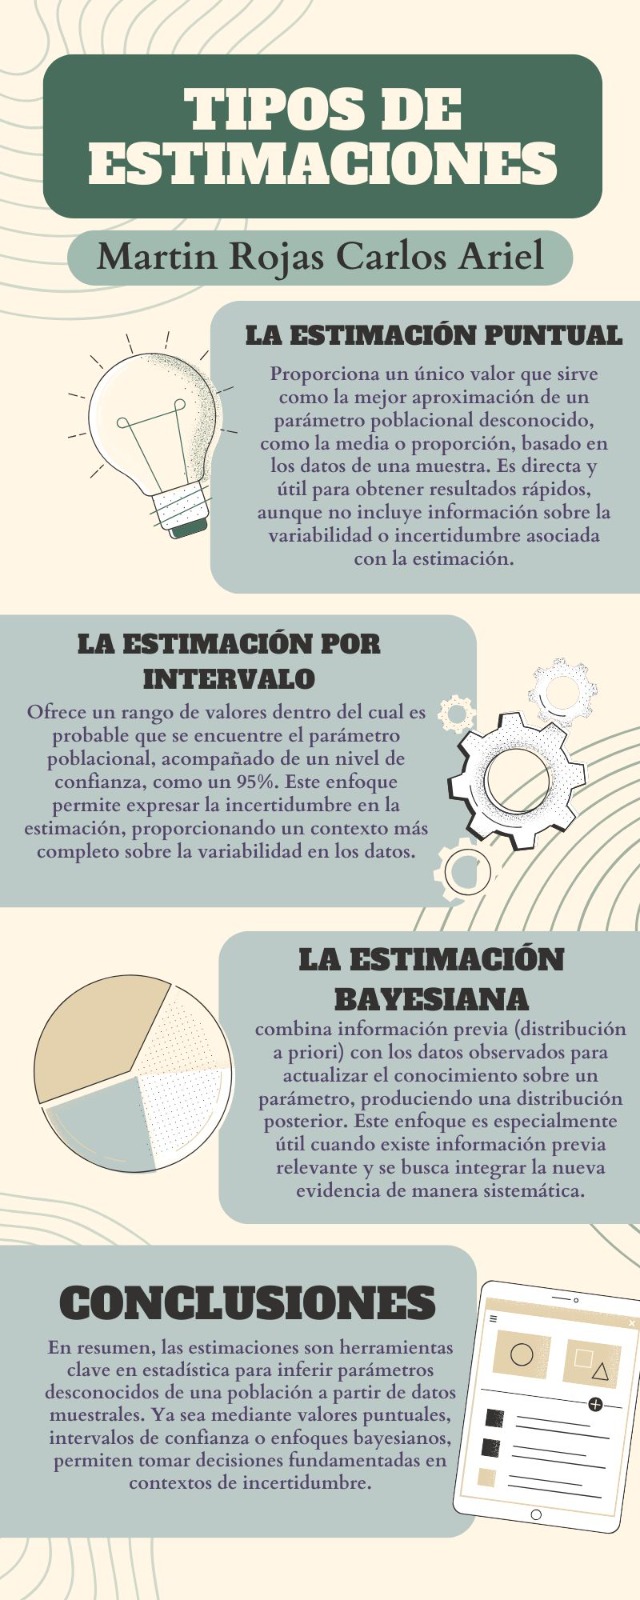 TIPOS DE
ESTIMACIONES
Martin Rojas Carlos Ariel
LA ESTIMACIÓN PUNTUAL
Proporciona un único valor que sirve
como la mejor aproximación de un
parámetro poblacional desconocido,
como la media o proporción, basado en
los datos de una muestra. Es directa y
útil para obtener resultados rápidos,
aunque no incluye información sobre la
variabilidad o incertidumbre asociada
con la estimación.
LA ESTIMACIÓN POR
INTERVALO
Ofrece un rango de valores dentro del cual es
probable que se encuentre el parámetro
poblacional, acompañado de un nivel de
confianza, como un 95%. Este enfoque
permite expresar la incertidumbre en la
estimación, proporcionando un contexto más
completo sobre la variabilidad en los datos.
LA ESTIMACIÓN
BAYESIANA
combina información previa (distribución
a priori) con los datos observados para
actualizar el conocimiento sobre un
parámetro, produciendo una distribución
posterior. Este enfoque es especialmente
útil cuando existe información previa
relevante y se busca integrar la nueva
evidencia de manera sistemática.
CONCLUSIONES
En resumen, las estimaciones son herramientas
clave en estadística para inferir parámetros
desconocidos de una población a partir de datos
muestrales. Ya sea mediante valores puntuales,
intervalos de confianza o enfoques bayesianos,
permiten tomar decisiones fundamentadas en
contextos de incertidumbre.